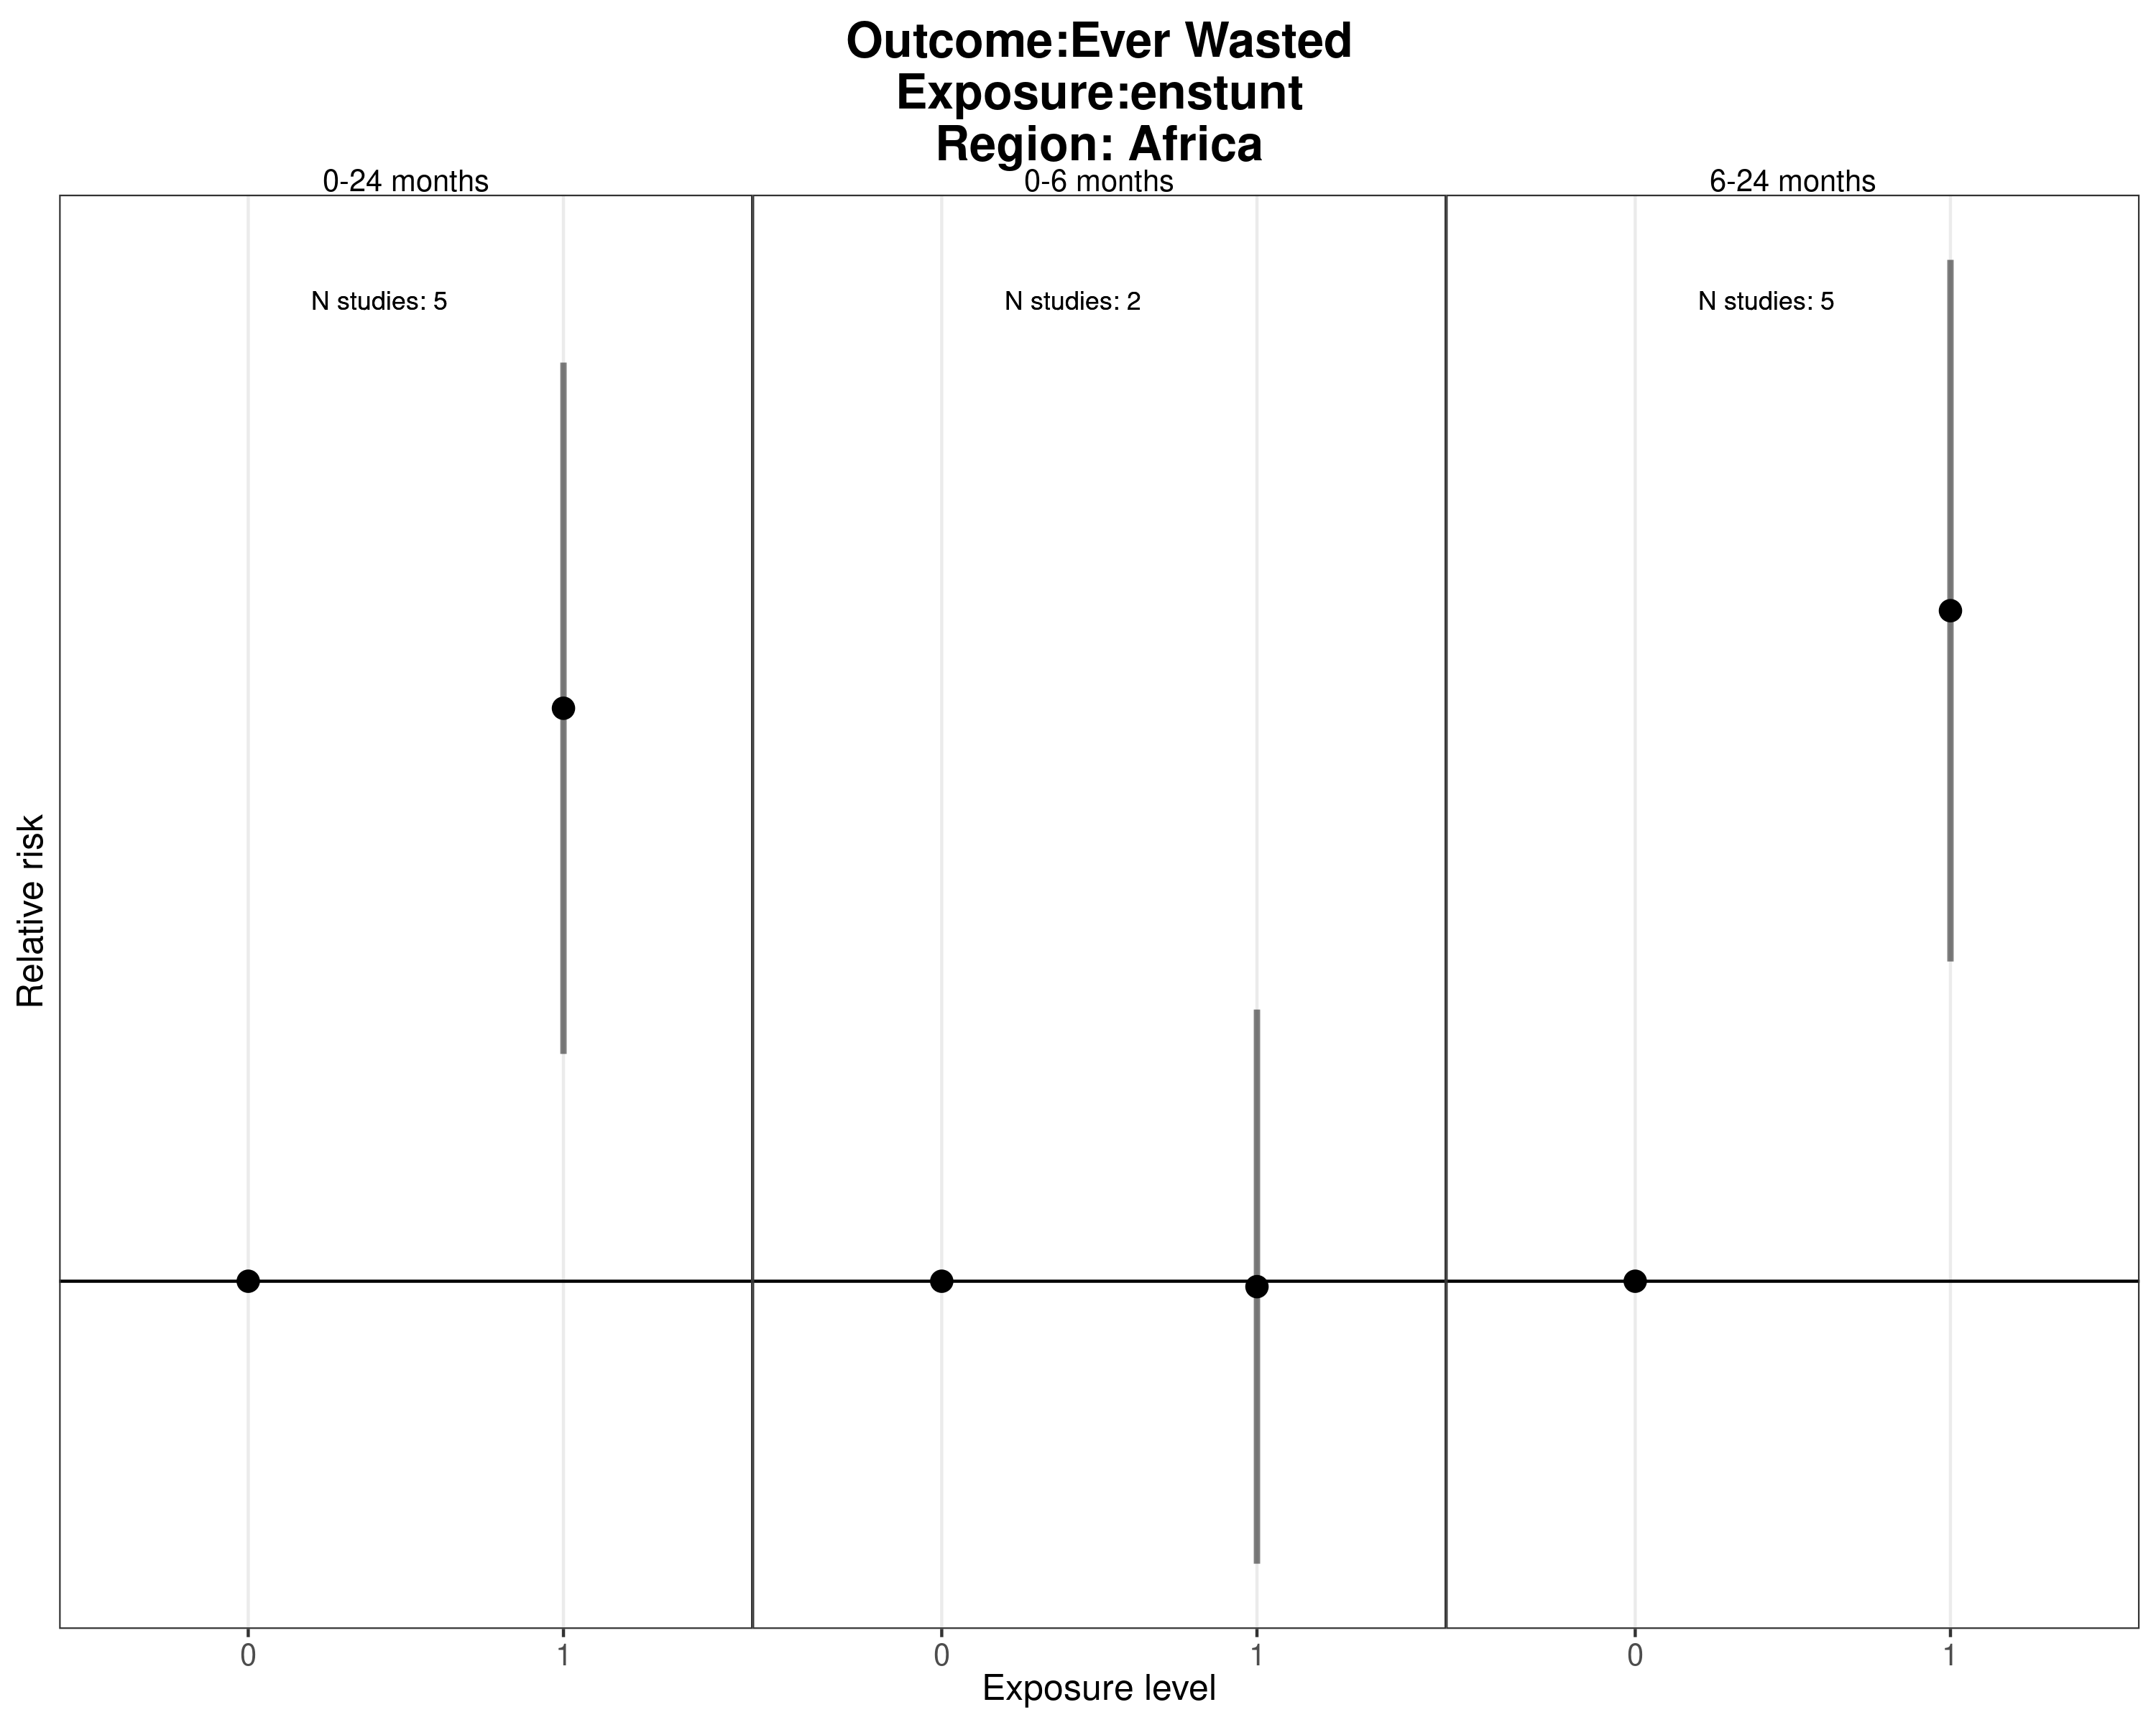 Outcome:Ever Wasted
Exposure:enstunt
Region: Africa
0-24 months
0-6 months
6-24 months
N studies: 5
N studies: 2
N studies: 5
Relative risk
0
1
0
1
0
1
Exposure level